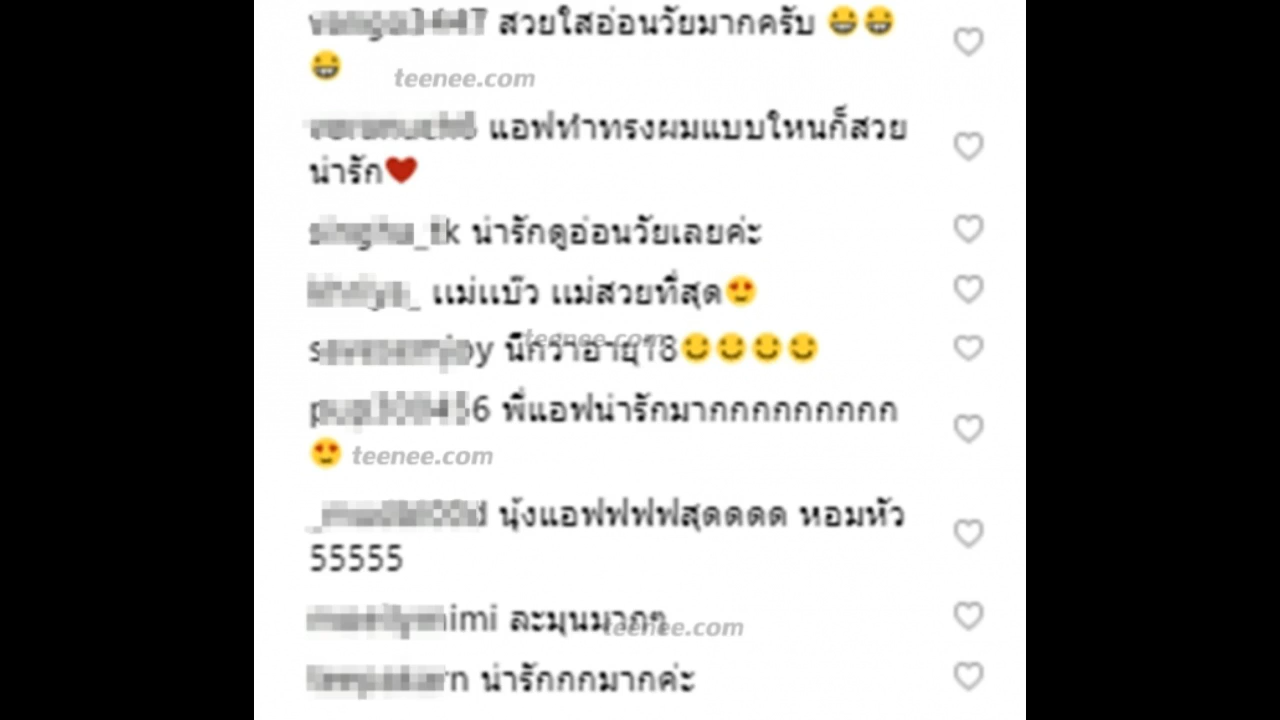 สวยใสอ่อนวัยมากครับ 😀😀
😀
teenee.com
แอฟทำทรงผมแบบใหนก็สวย
น่ารัก❤
_tk น่ารักดูอ่อนวัยเลยค่ะ
แม่แบ๊ว แม่สวยที่สุด😍
teenee.com
นึกว่าอายุ18😊😊😊😊
พี่แอฟน่ารักมากกกกกกกกกก
😍 teenee.com
นุ้งแอฟฟฟฟสุดดดด หอมหัว
55555
imi ละมุนมากๆ
teenee.com
rn น่ารักกกมากค่ะ